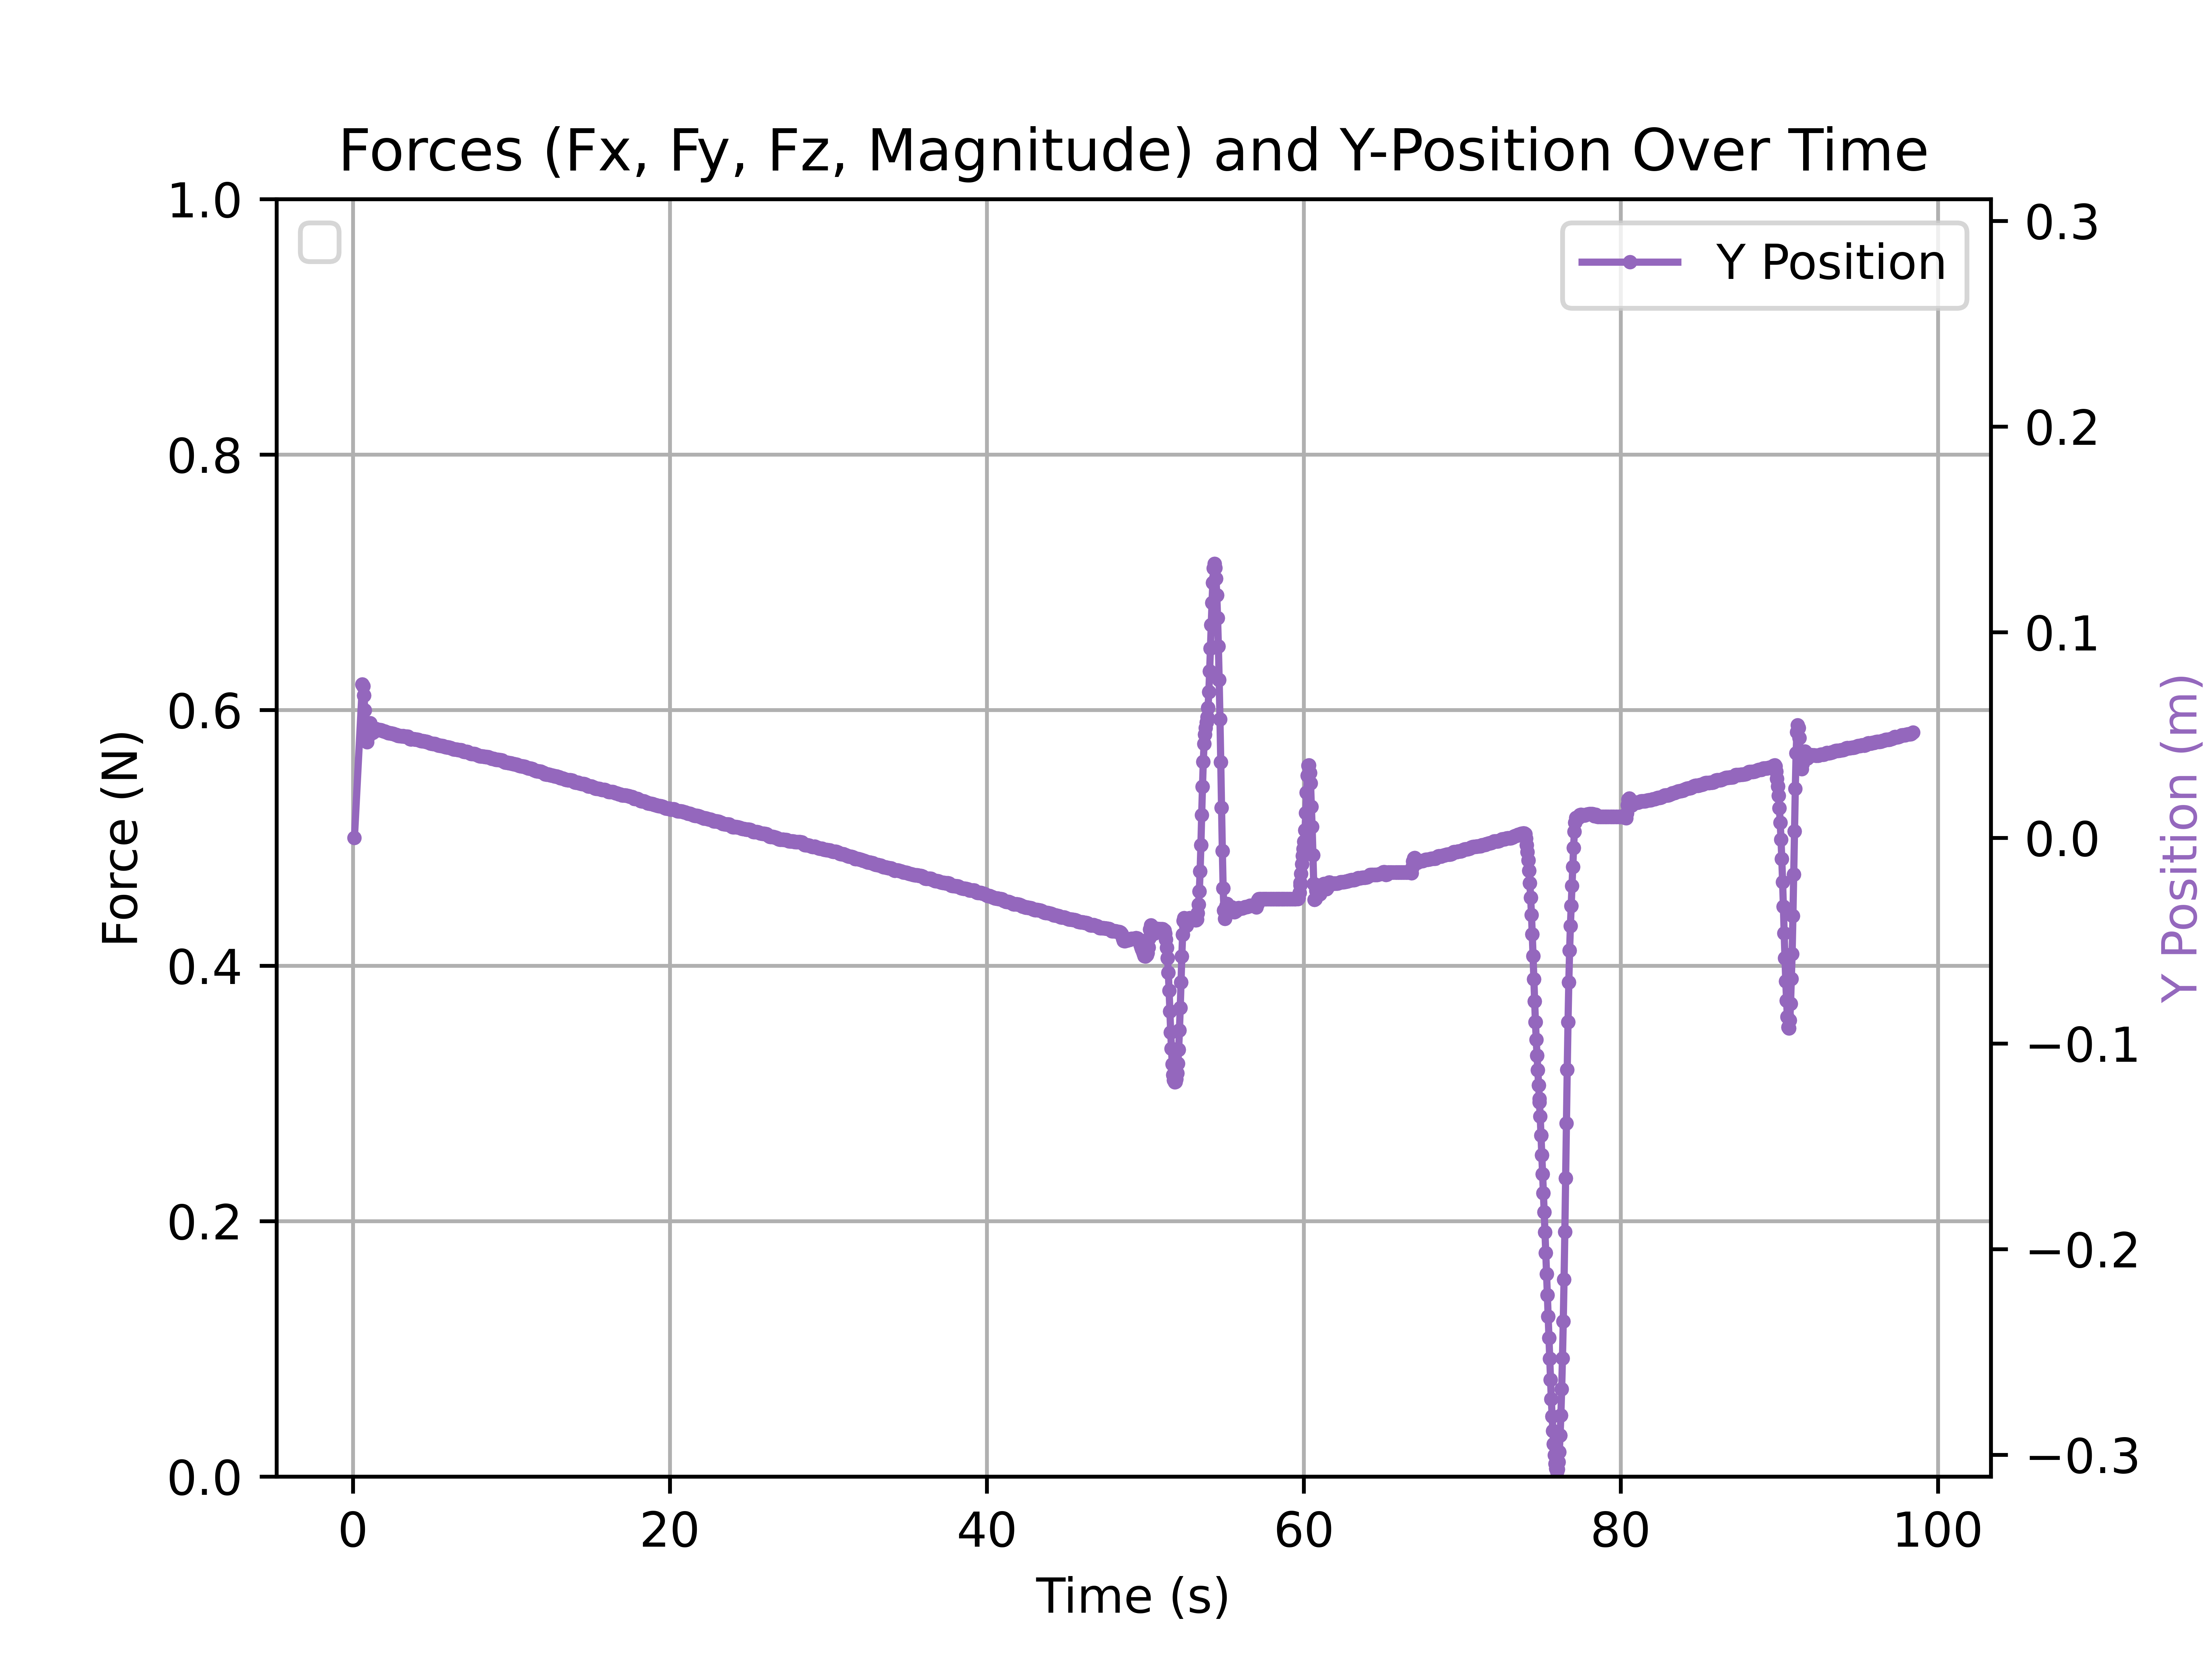 Forces (Fx, Fy, Fz, Magnitude) and Y-Position Over Time
Y Position
1.0
0.8
0.6
0.4
0.2
0.0
Force (N)
0.3
0.2
0.1
0.0
−0.1
−0.2
−0.3
Y Position (m)
0 20 40 60 80 100
Time (s)